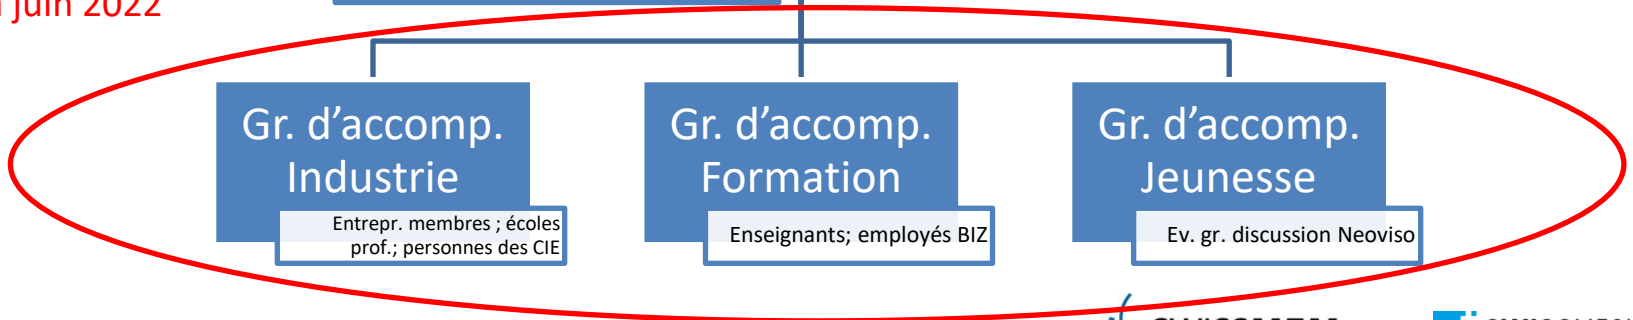 juin 2022
Gr. d'accomp.
Industrie
Entrepr. membres ; écoles
prof.; personnes des CIE
Gr. d'accomp.
Formation
Enseignants; employés BIZ
Gr. d'accomp.
Jeunesse
Ev. gr. discussion Neoviso